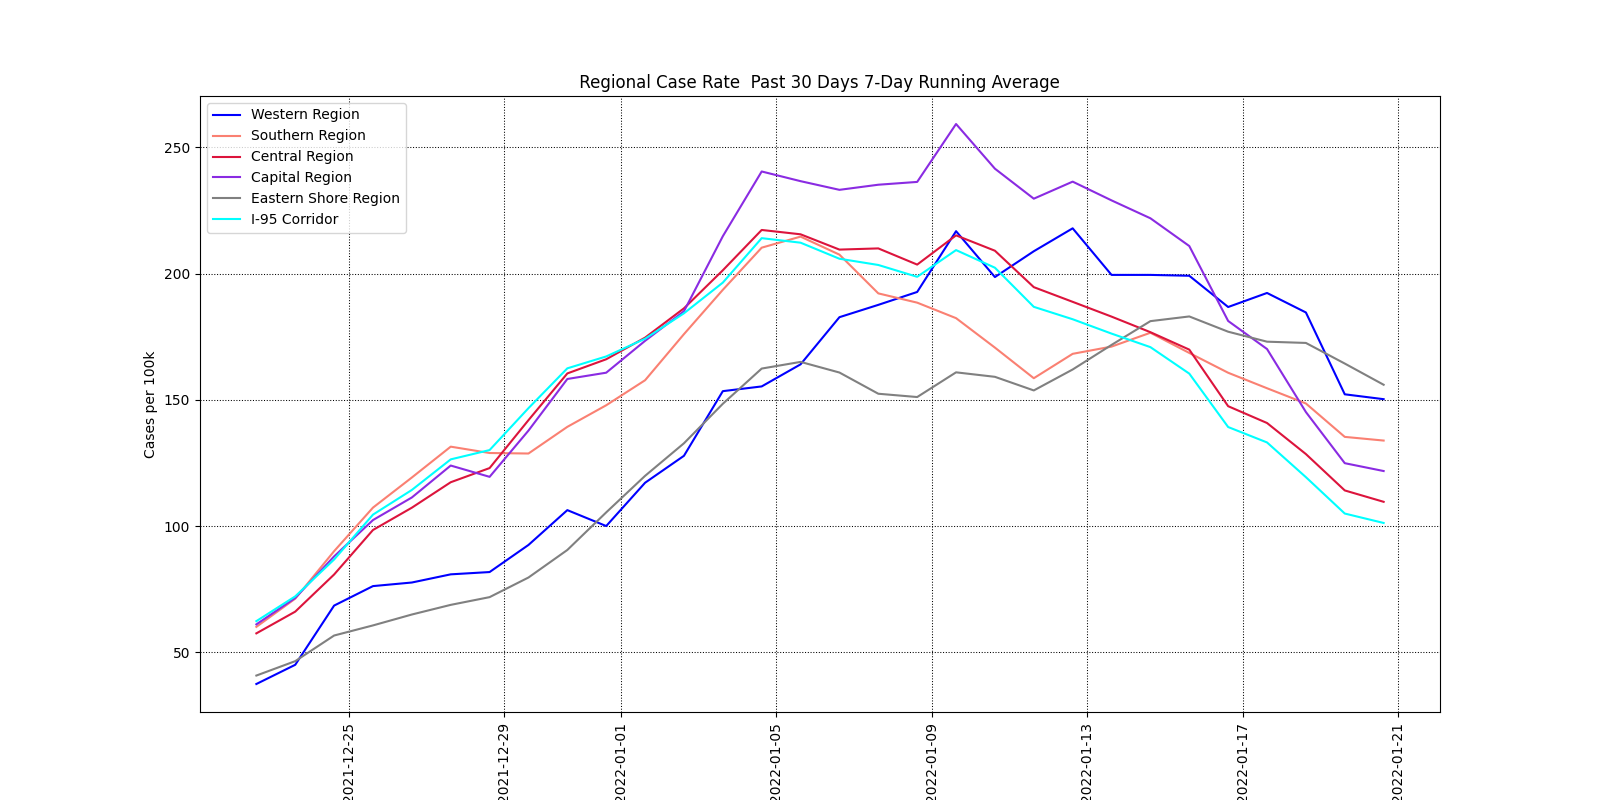 Regional Case Rate  Past 30 Days 7-Day Running Average
Western Region
Southern Region
Central Region
Capital Region
Eastern Shore Region
I-95 Corridor
Cases per 100k
250
200
150
100
50
2021-12-25
2021-12-29
2022-01-01
2022-01-05
2022-01-09
2022-01-13
2022-01-17
2022-01-21